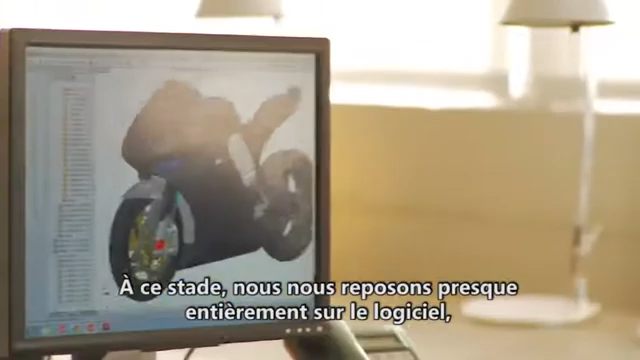 À ce stade, nous nous reposons presque
entièrement sur le logiciel,